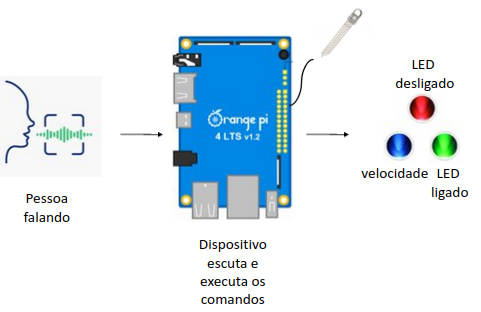 Pessoa
falando
Orange pi
4 LTS v1.2
Dispositivo
escuta e
executa os
comandos
LED
desligado
velocidade
LED
ligado